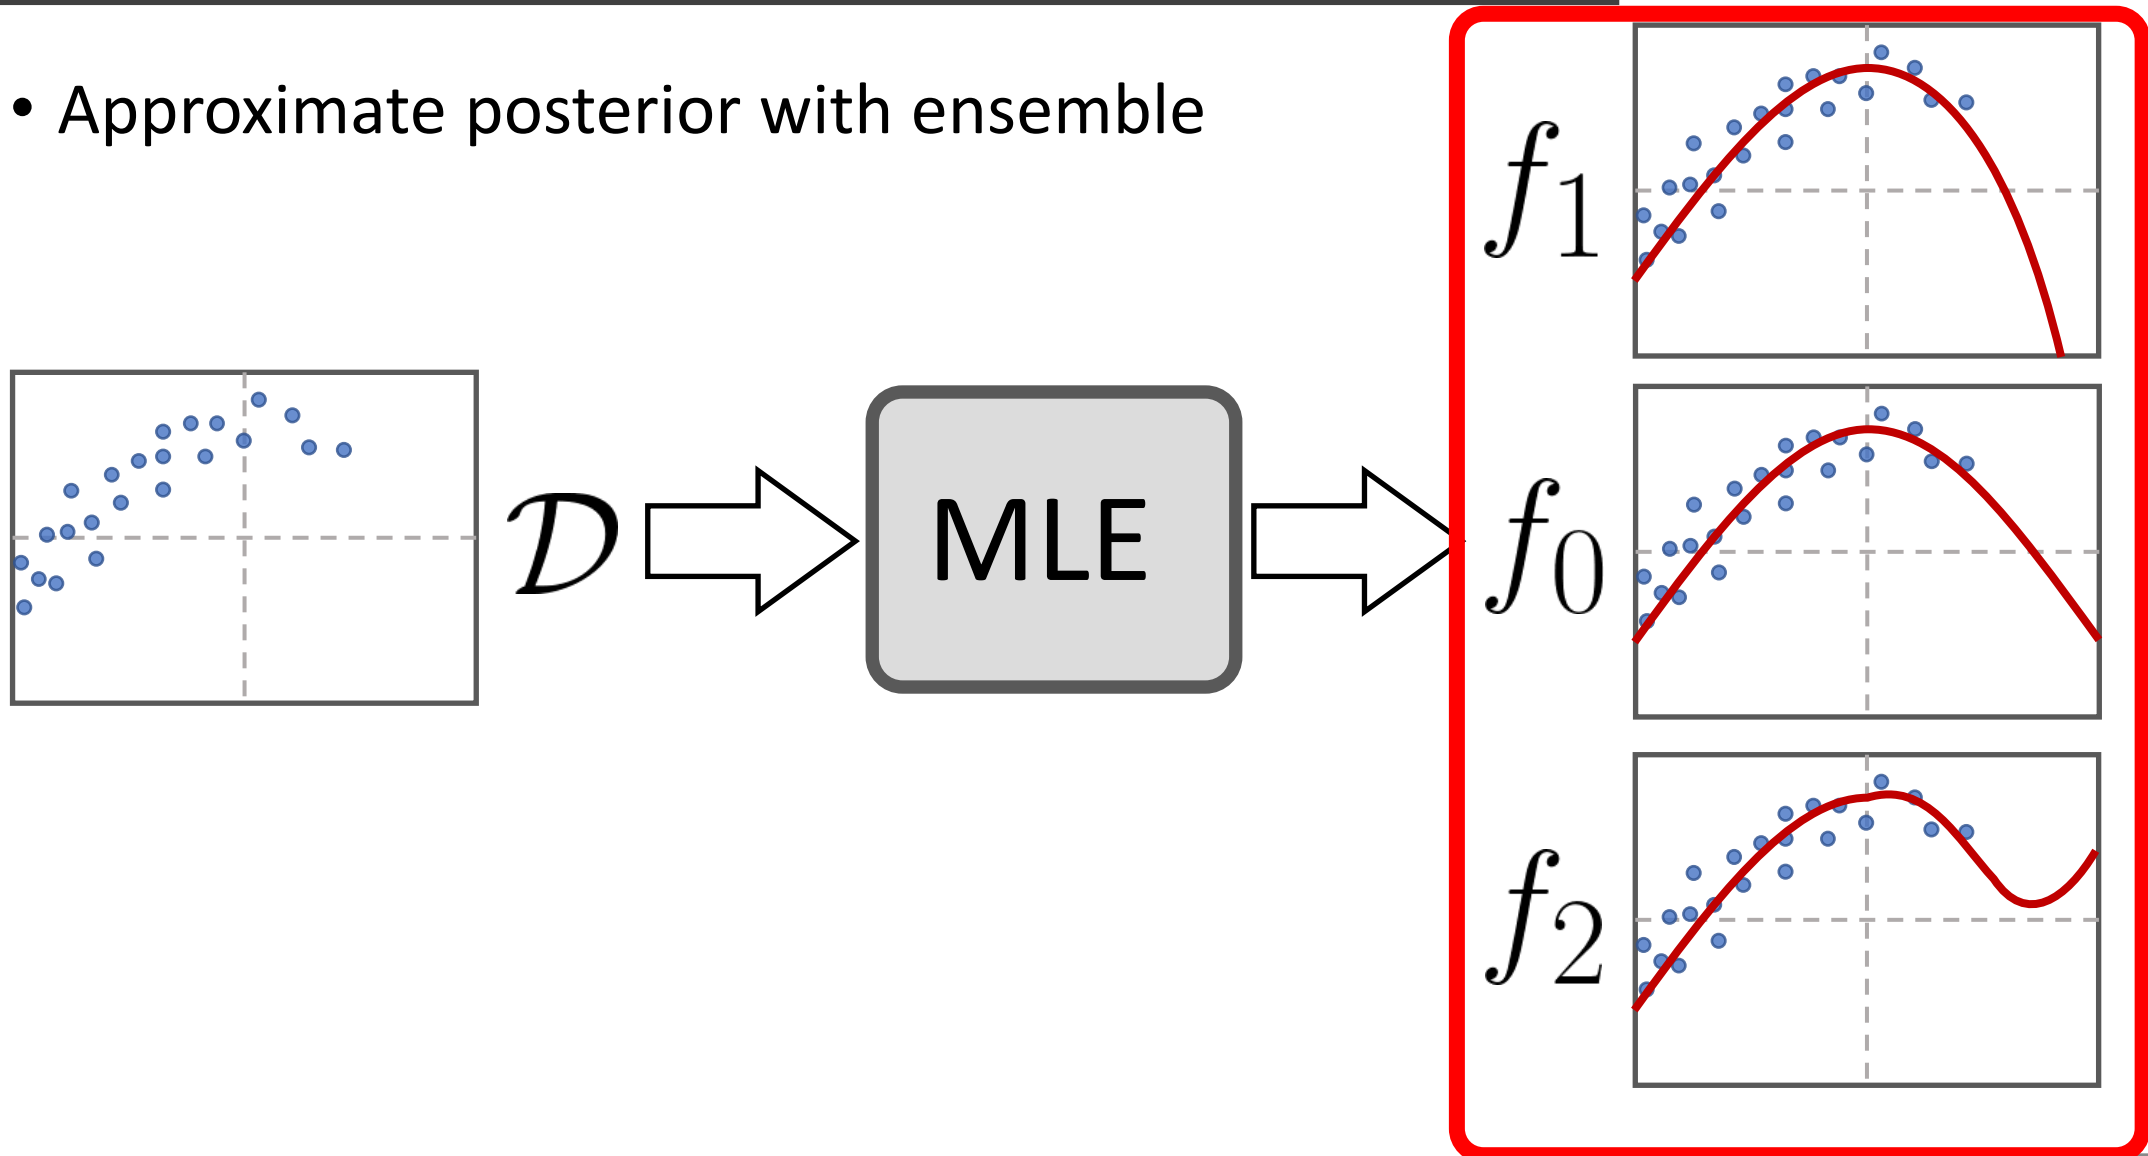 • Approximate posterior with ensemble
f₁
𝒟
MLE
f₀
f₂